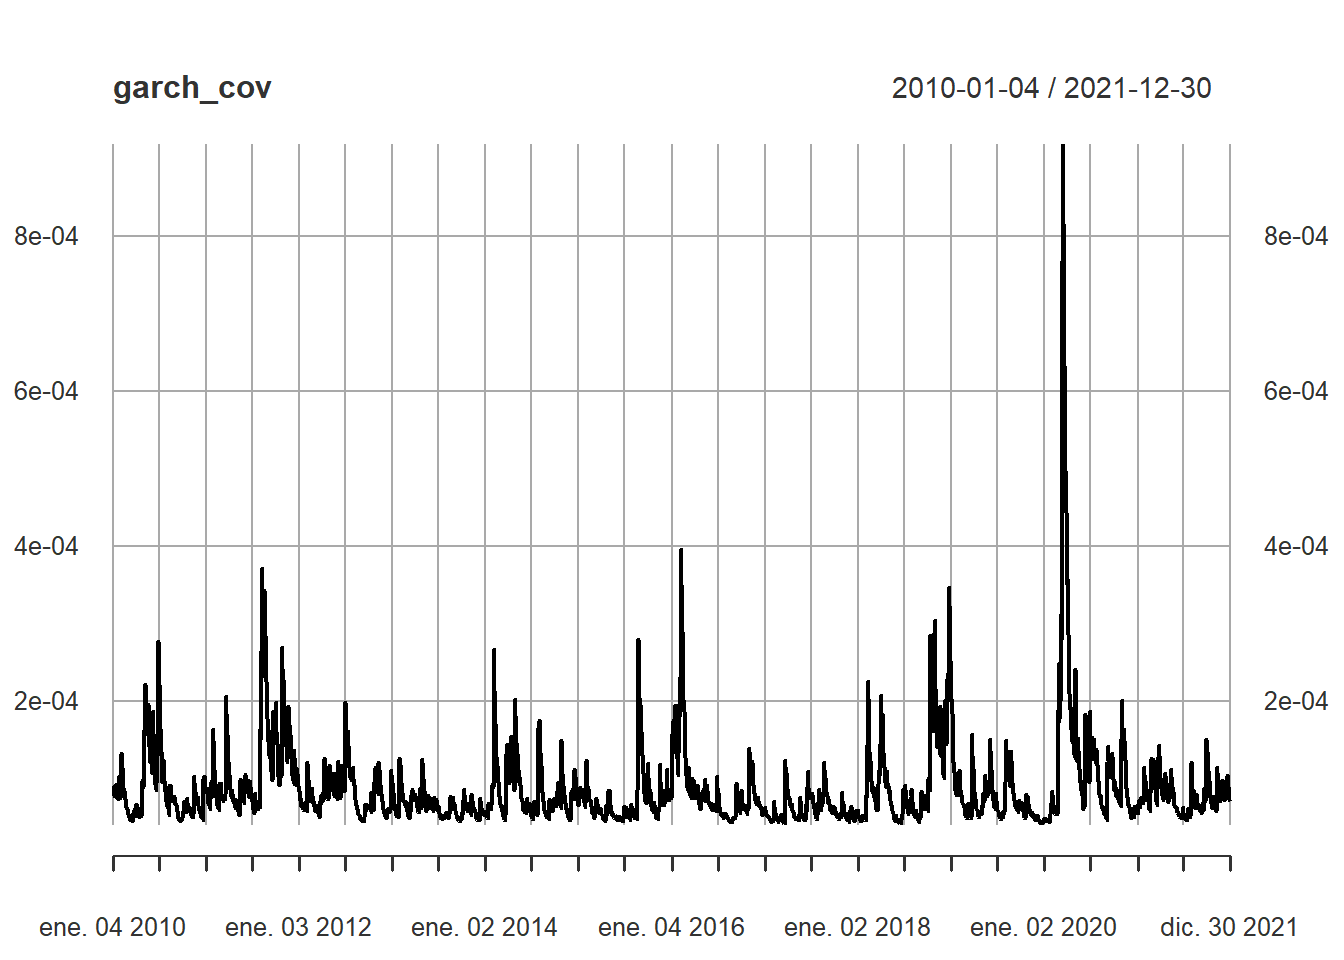 garch_cov 2010-01-04 / 2021-12-30
8e-04 8e-04
6e-04 6e-04
4e-04 4e-04
2e-04 2e-04
ene. 04 2010 ene. 03 2012 ene. 02 2014 ene. 04 2016 ene. 02 2018 ene. 02 2020 dic. 30 2021